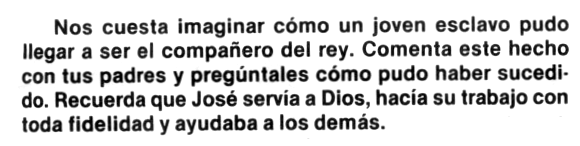 Nos cuesta imaginar cómo un joven esclavo pudo
llegar a ser el compañero del rey. Comenta este hecho
con tus padres y pregúntales cómo pudo haber sucedi-
do. Recuerda que José servía a Dios, hacía su trabajo con
toda fidelidad y ayudaba a los demás.